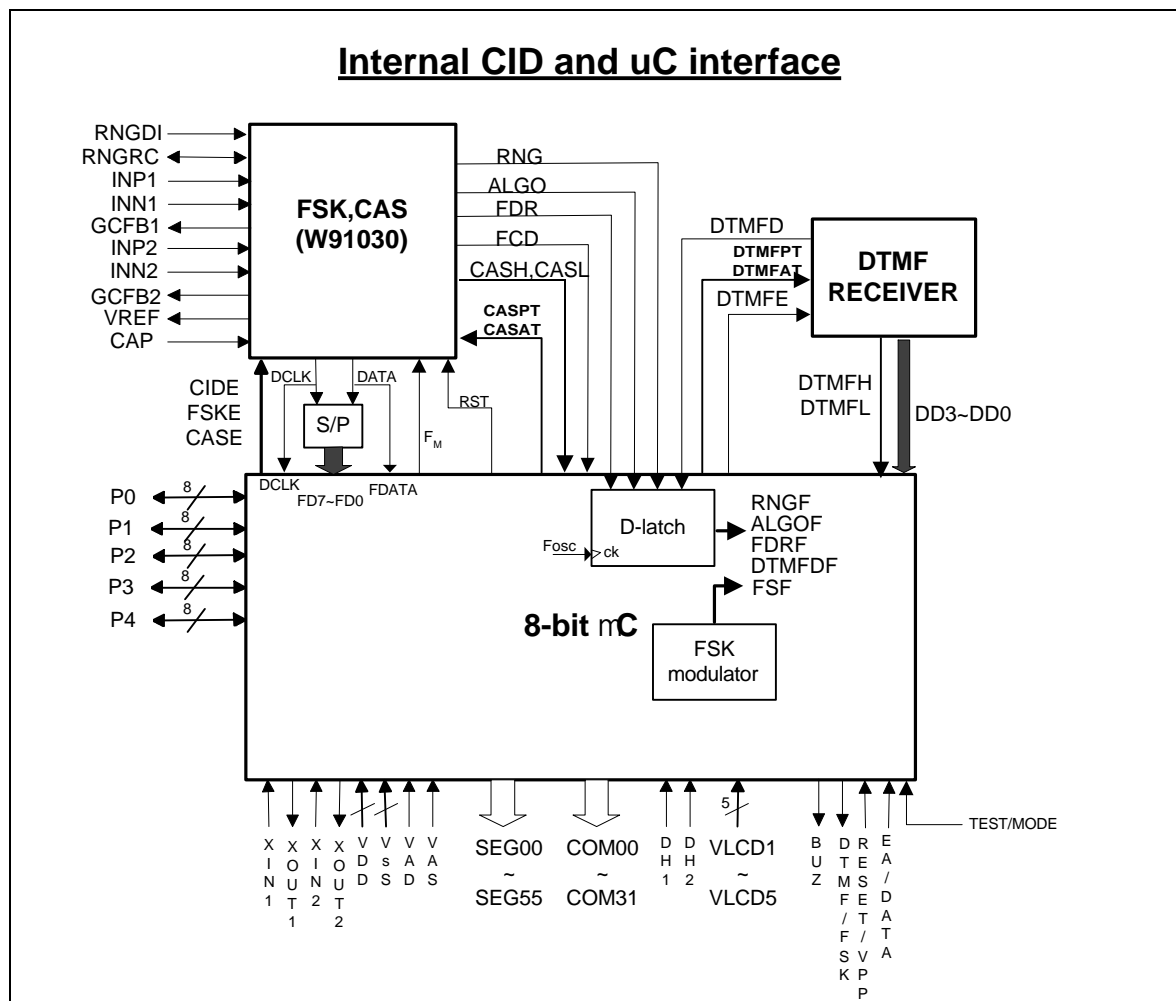 Internal CID and uC interface
RNGDI
RNGRC
INP1
INN1
GCFB1
INP2
INN2
GCFB2
VREF
CAP
FSK,CAS
(W91030)
RNG
ALGO
FDR
FCD
CASH,CASL
CASPT
CASAT
DTMFD
DTMFPT
DTMFAT
DTMFE
DTMF
RECEIVER
CIDE
FSKE
CASE
DCLK
DATA
S/P
FM
RST
DTMFH
DTMFL
DD3~DD0
DCLK
FD7~FD0
FDATA
P0
8
P1
8
P2
8
P3
8
P4
8
D-latch
Fosc
ck
RNGF
ALGOF
FDRF
DTMFDF
FSF
8-bit mC
FSK
modulator
XIN1
XOUT1
XIN2
XOUT2
VDD
VsS
VAD
VAS
SEG00
~
SEG55
COM00
~
COM31
DH1
DH2
5
VLCD1
~
VLCD5
BUZ
DTMF/FSK
RESET/VPP
EA/DATA
TEST/MODE